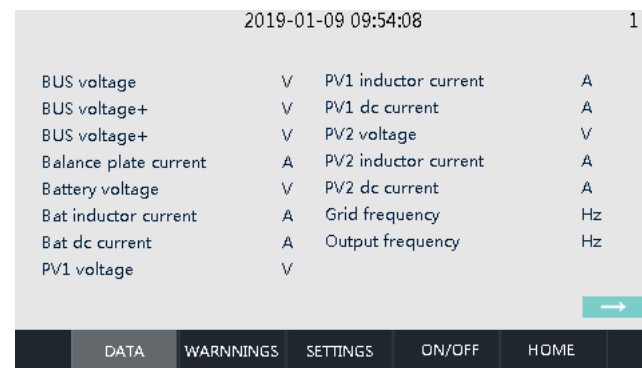 2019-01-09 09:54:08 1
BUS voltage V PV1 inductor current A
BUS voltage+ V PV1 dc current A
BUS voltage+ V PV2 voltage V
Balance plate current A PV2 inductor current A
Battery voltage V PV2 dc current A
Bat inductor current A Grid frequency Hz
Bat dc current A Output frequency Hz
PV1 voltage V
DATA WARNNINGS SETTINGS ON/OFF HOME